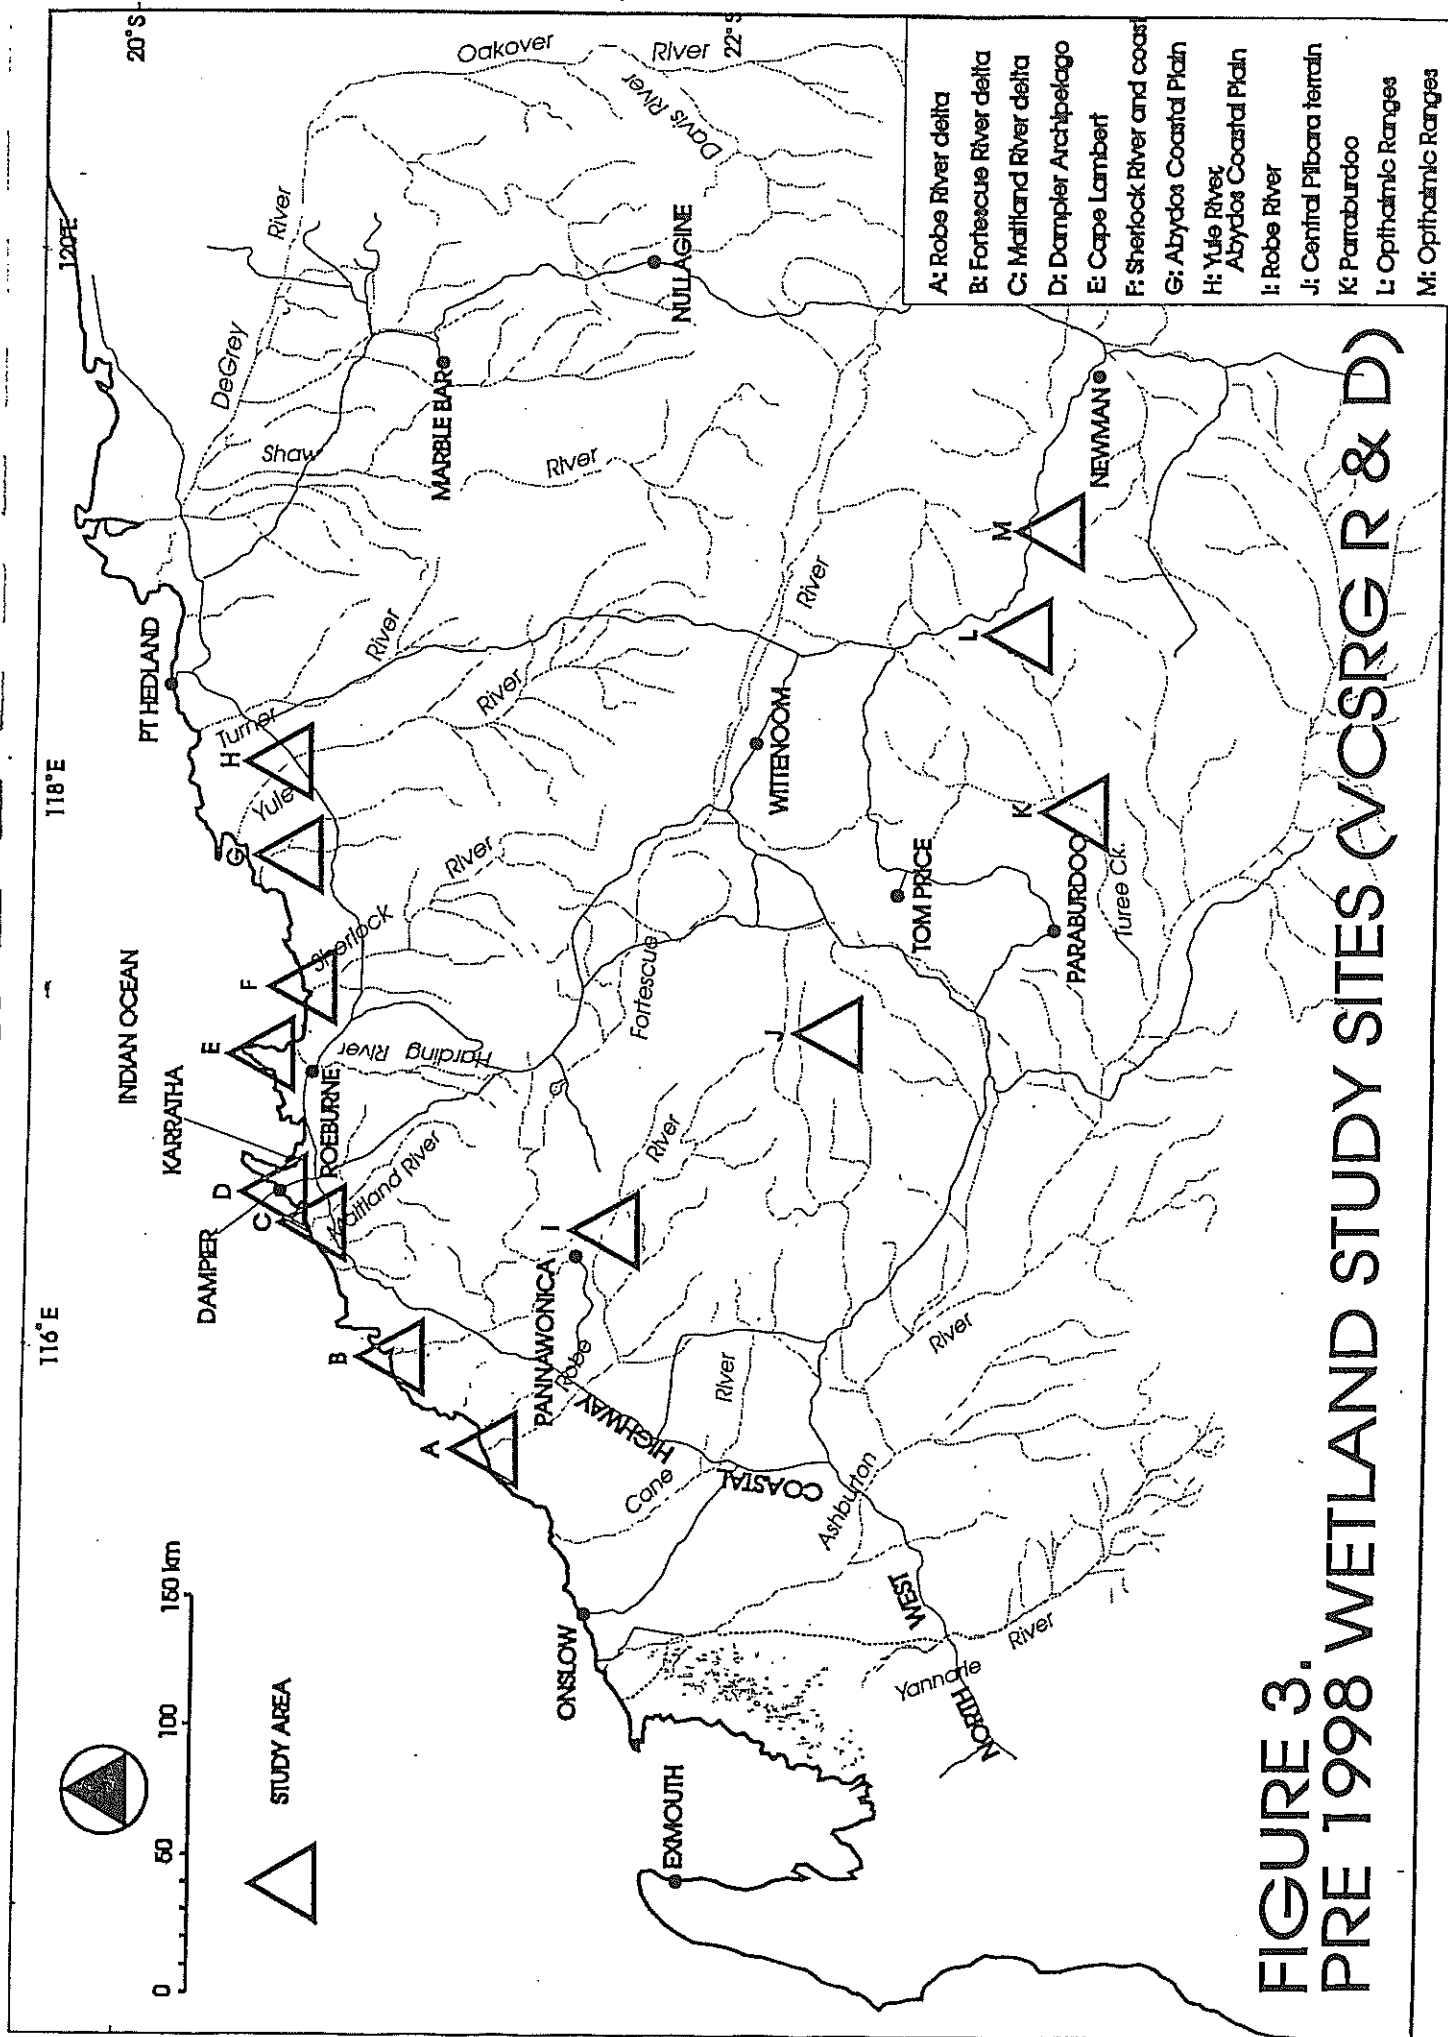 116°E
118°E
120°E
20°S
22°S
0
50
100
150 km
STUDY AREA
INDIAN OCEAN
KARRATHA
DAMPIER
ROEBURNE
PT HEDLAND
MARBLE BAR
NULLAGINE
NEWMAN
WITTENOOM
TOM PRICE
PARABURDOO
PANNAWONICA
ONSLOW
EXMOUTH
A
B
C
D
E
F
G
H
I
J
K
L
M
Oakover
River
Davis River
DeGrey
River
Shaw
River
Turner
River
Yule
River
Sherlock
River
Harding
River
Maitland River
Fortescue
River
Robe
River
Cane
River
Ashburton
River
Yannarie
River
Turee Ck.
NORTH
WEST
COASTAL
HIGHWAY
A: Robe River delta
B: Fortescue River delta
C: Maitland River delta
D: Dampier Archipelago
E: Cape Lambert
F: Sherlock River and coast
G: Abydos Coastal Plain
H: Yule River,
Abydos Coastal Plain
I: Robe River
J: Central Pilbara terrain
K: Parraburdoo
L: Opthalmic Ranges
M: Opthalmic Ranges
FIGURE 3.
PRE 1998 WETLAND STUDY SITES (VCSRG R & D)